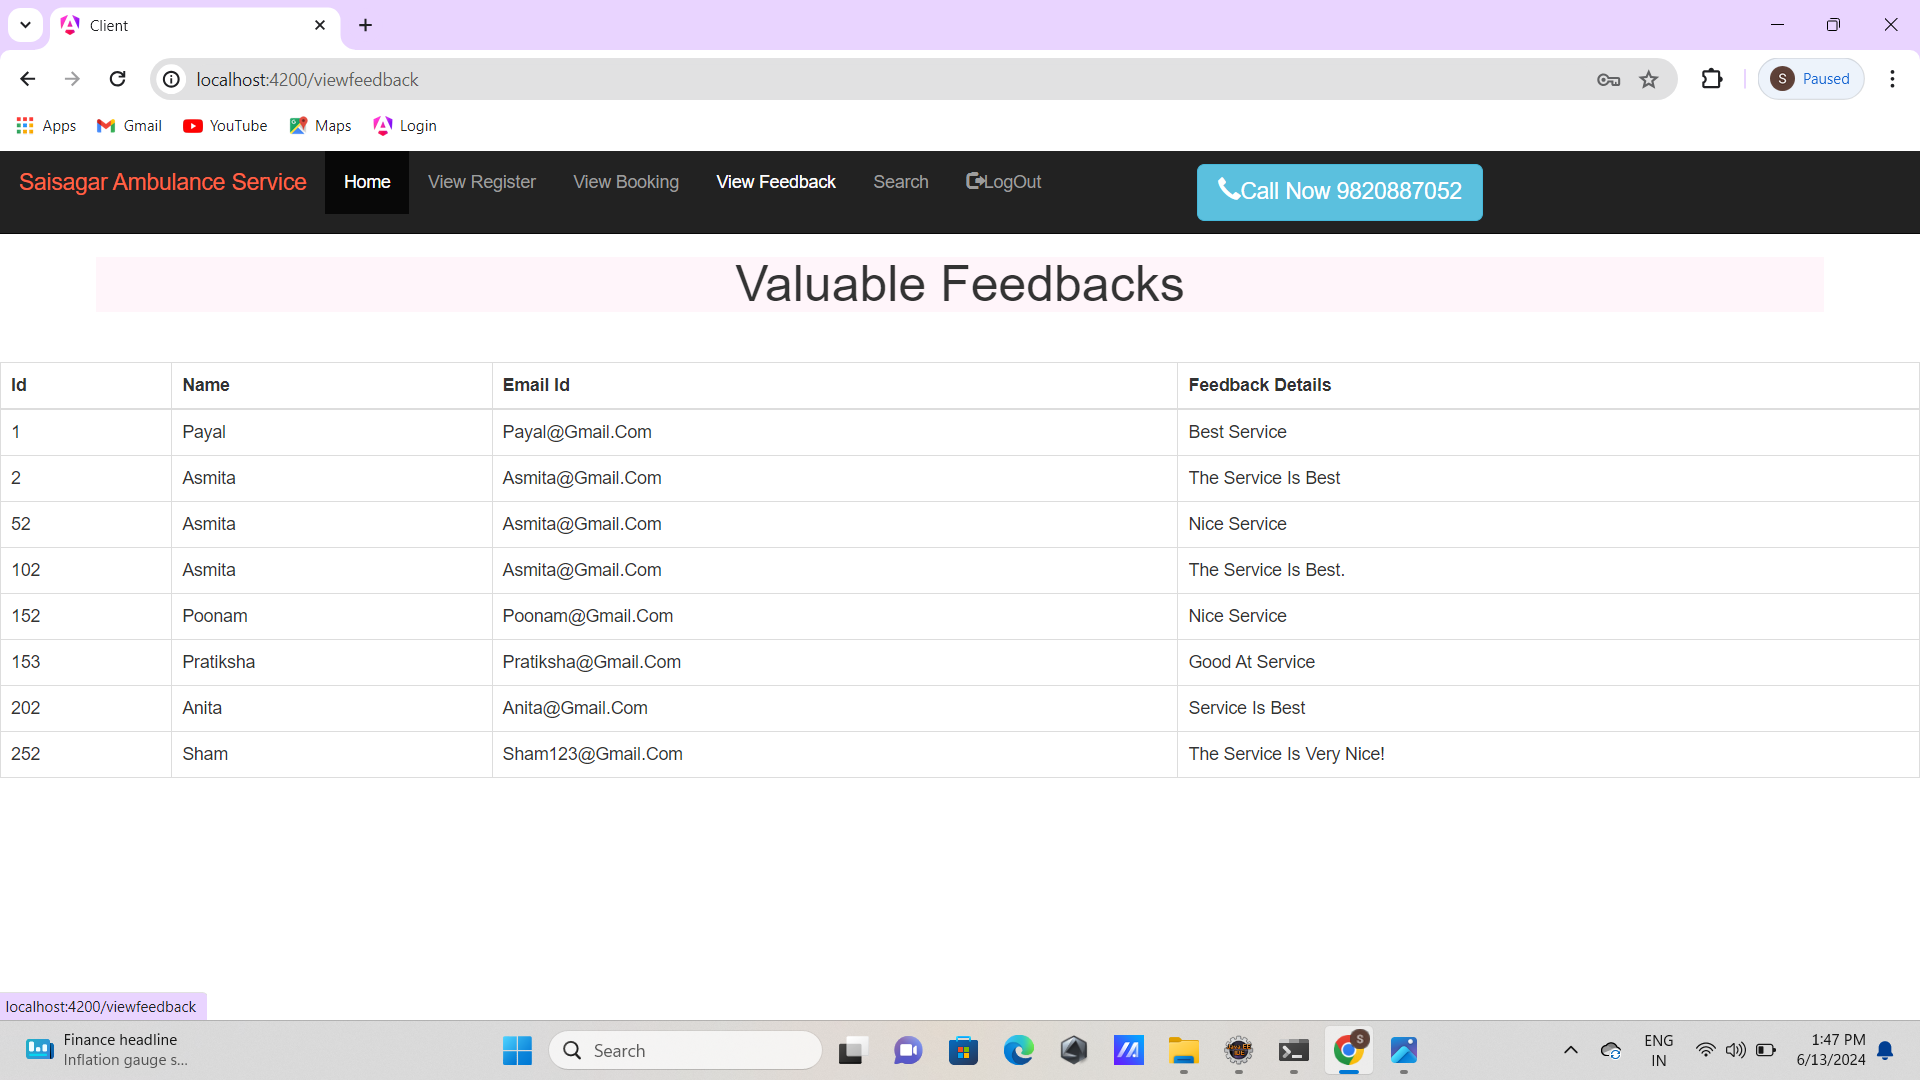 Client
localhost:4200/viewfeedback
S Paused
Apps Gmail YouTube Maps Login
Saisagar Ambulance Service Home View Register View Booking View Feedback Search LogOut Call Now 9820887052
Valuable Feedbacks
Id Name Email Id Feedback Details
1 Payal Payal@Gmail.Com Best Service
2 Asmita Asmita@Gmail.Com The Service Is Best
52 Asmita Asmita@Gmail.Com Nice Service
102 Asmita Asmita@Gmail.Com The Service Is Best.
152 Poonam Poonam@Gmail.Com Nice Service
153 Pratiksha Pratiksha@Gmail.Com Good At Service
202 Anita Anita@Gmail.Com Service Is Best
252 Sham Sham123@Gmail.Com The Service Is Very Nice!
localhost:4200/viewfeedback
Finance headline
Inflation gauge s...
Search
S
ENG
IN
1:47 PM
6/13/2024